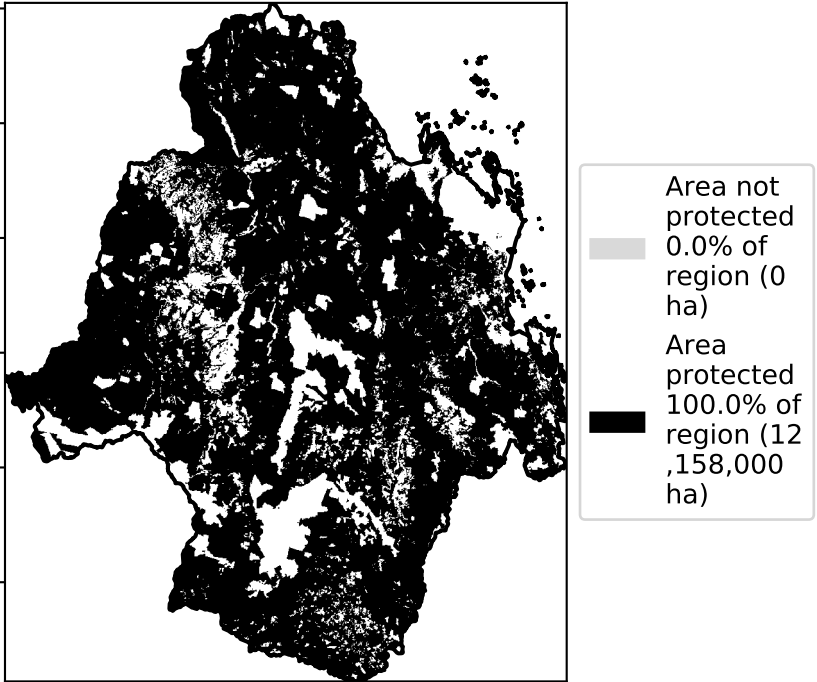 Area not
protected
0.0% of
region (0
ha)
Area
protected
100.0% of
region (12
,158,000
ha)